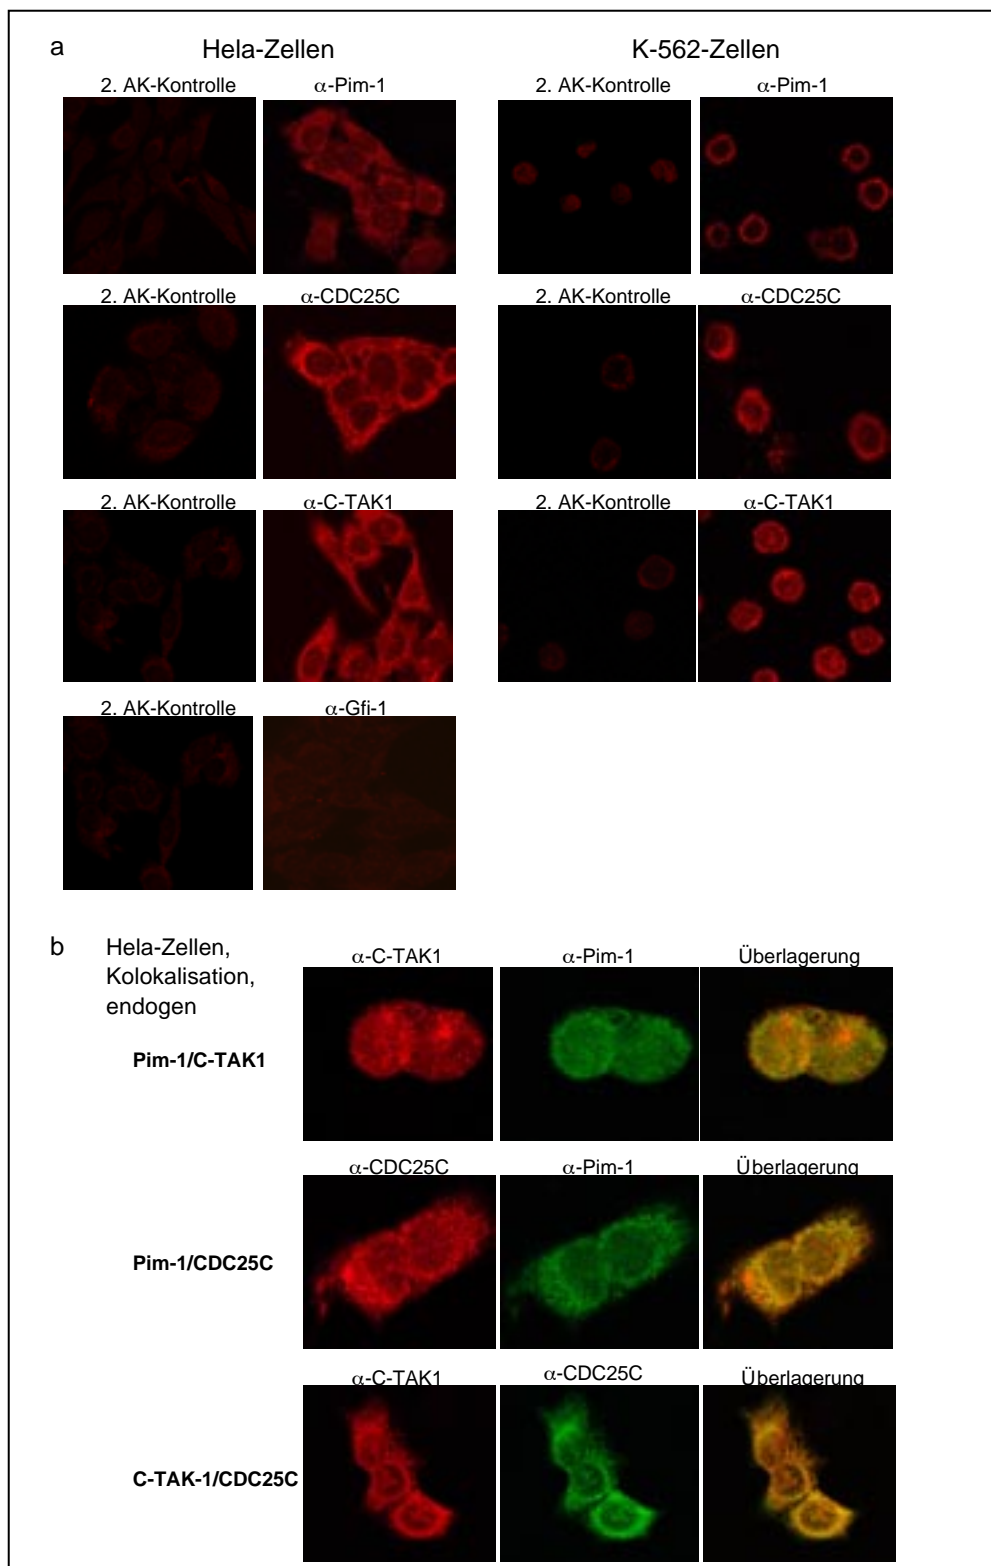 a
Hela-Zellen K-562-Zellen
2. AK-Kontrolle α-Pim-1 2. AK-Kontrolle α-Pim-1
2. AK-Kontrolle α-CDC25C 2. AK-Kontrolle α-CDC25C
2. AK-Kontrolle α-C-TAK1 2. AK-Kontrolle α-C-TAK1
2. AK-Kontrolle α-Gfi-1
b
Hela-Zellen,
Kolokalisation,
endogen
α-C-TAK1 α-Pim-1 Überlagerung
Pim-1/C-TAK1
α-CDC25C α-Pim-1 Überlagerung
Pim-1/CDC25C
α-C-TAK1 α-CDC25C Überlagerung
C-TAK-1/CDC25C